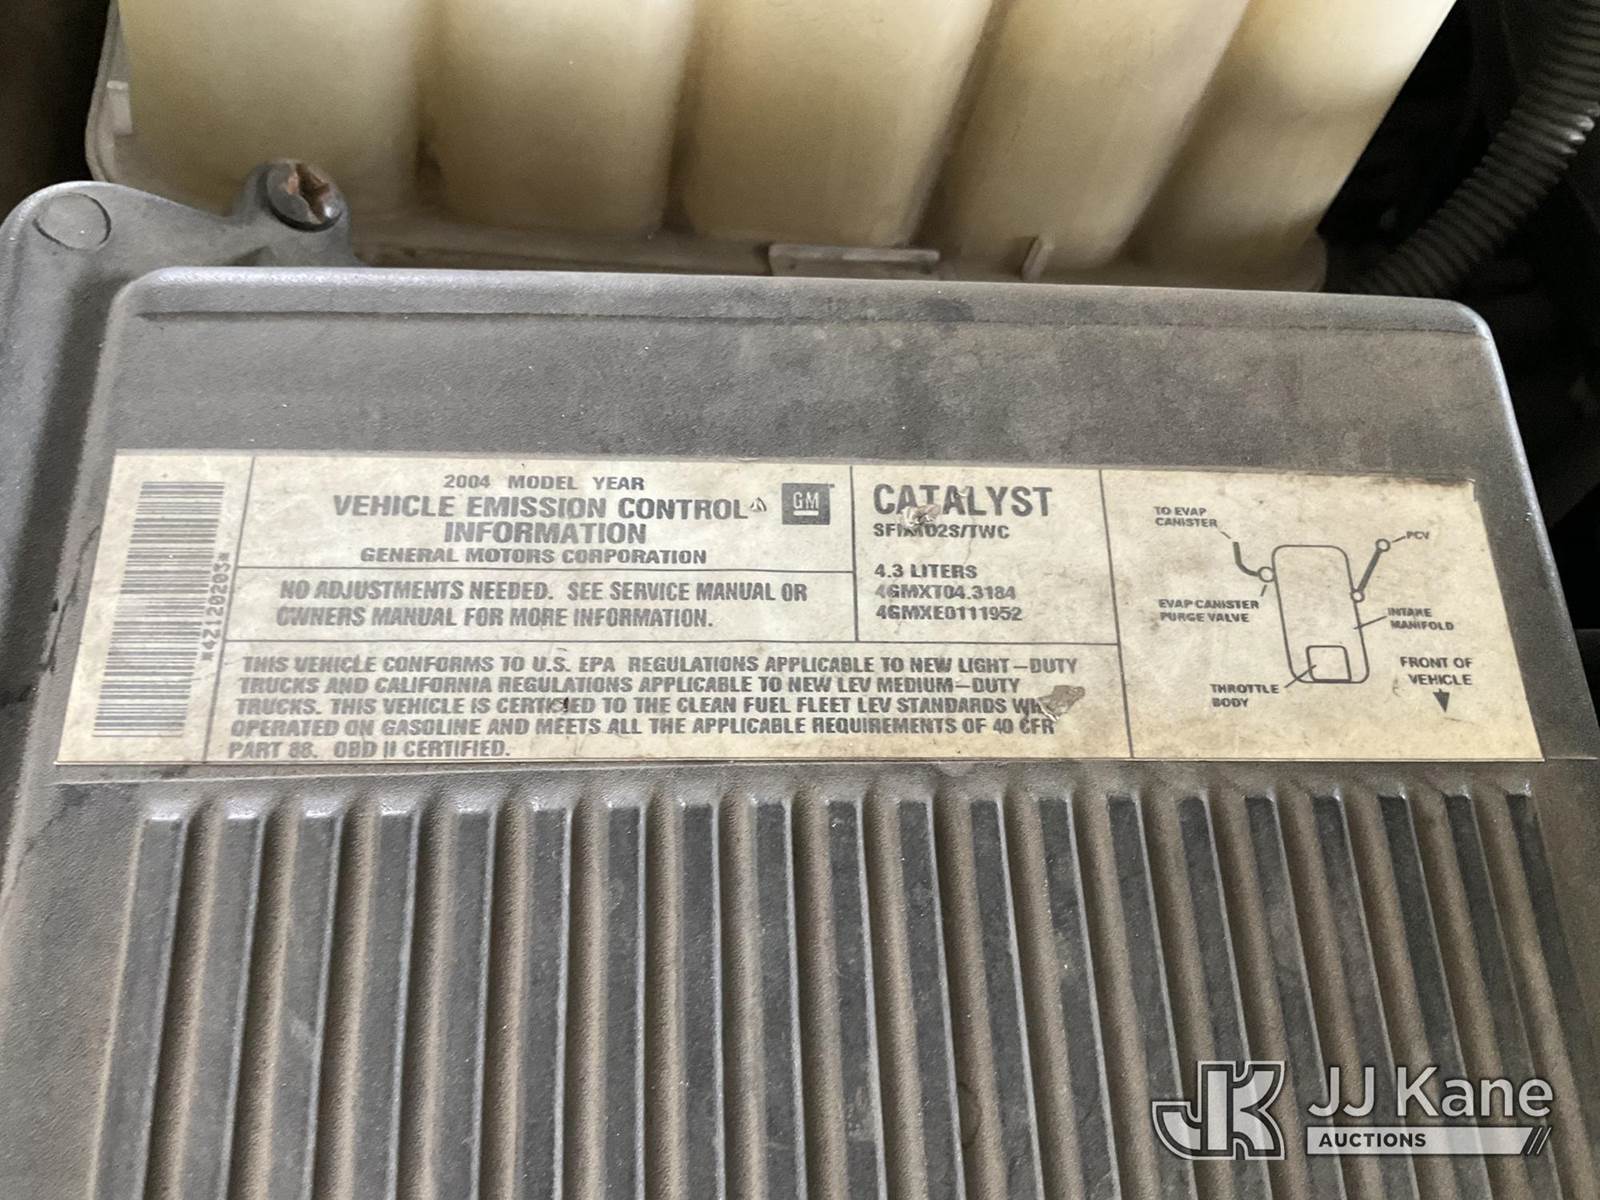 *4Z120203*
2004 MODEL YEAR
VEHICLE EMISSION CONTROL
INFORMATION
GENERAL MOTORS CORPORATION
GM
NO ADJUSTMENTS NEEDED. SEE SERVICE MANUAL OR
OWNERS MANUAL FOR MORE INFORMATION.
CATALYST
4.3 LITERS
4GMXT04.3184
4GMXE0111952
THIS VEHICLE CONFORMS TO U.S. EPA REGULATIONS APPLICABLE TO NEW LIGHT-DUTY
TRUCKS AND CALIFORNIA REGULATIONS APPLICABLE TO NEW LEV MEDIUM-DUTY
TRUCKS. THIS VEHICLE IS CERTIFIED TO THE CLEAN FUEL FLEET LEV STANDARDS
OPERATED ON GASOLINE AND MEETS ALL THE APPLICABLE REQUIREMENTS OF 40 CFR
PART 88. OBD II CERTIFIED.
TO EVAP
CANISTER
PCV
EVAP CANISTER
PURGE VALVE
INTAKE
MANIFOLD
THROTTLE
BODY
FRONT OF
VEHICLE
JK JJ Kane
AUCTIONS